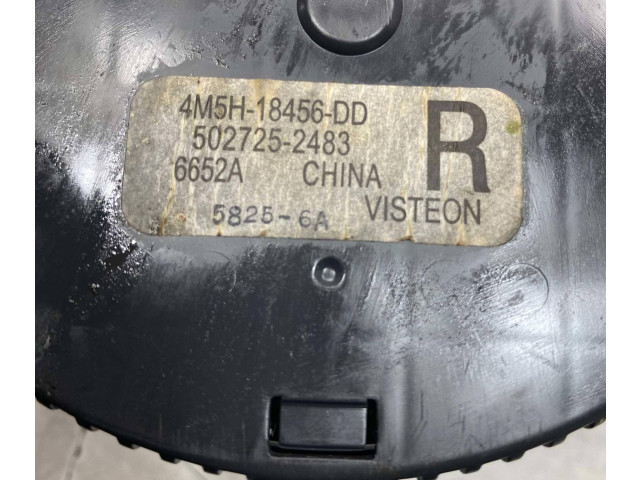 4M5H-18456-DD
502725-2483
6652A CHINA R
5825-6A VISTEON